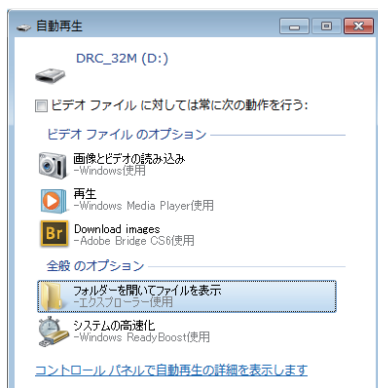 自動再生
DRC_32M (D:)
ビデオ ファイル に対しては常に次の動作を行う:
ビデオ ファイル のオプション
画像とビデオの読み込み
-Windows使用
再生
-Windows Media Player使用
Br
Download images
-Adobe Bridge CS6使用
全般 のオプション
フォルダーを開いてファイルを表示
-エクスプローラー使用
システムの高速化
-Windows ReadyBoost使用
コントロール パネルで自動再生の詳細を表示します